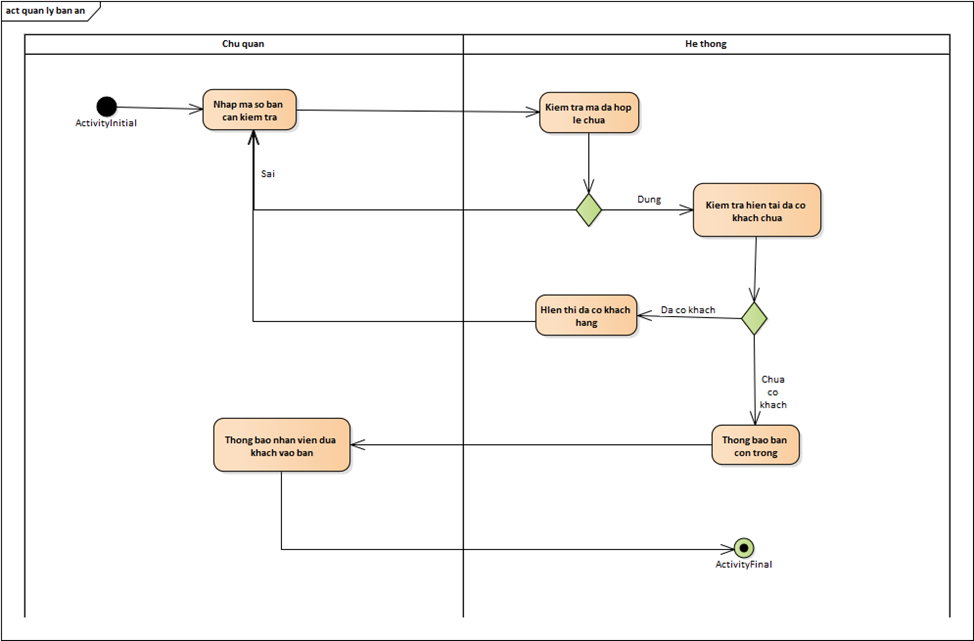 act quan ly ban an
Chu quan
He thong
ActivityInitial
Nhap ma so ban
can kiem tra
Kiem tra ma da hop
le chua
Sai
Dung
Kiem tra hien tai da co
khach chua
HIen thi da co khach
hang
Da co khach
Chua
co
khach
Thong bao nhan vien dua
khach vao ban
Thong bao ban
con trong
ActivityFinal